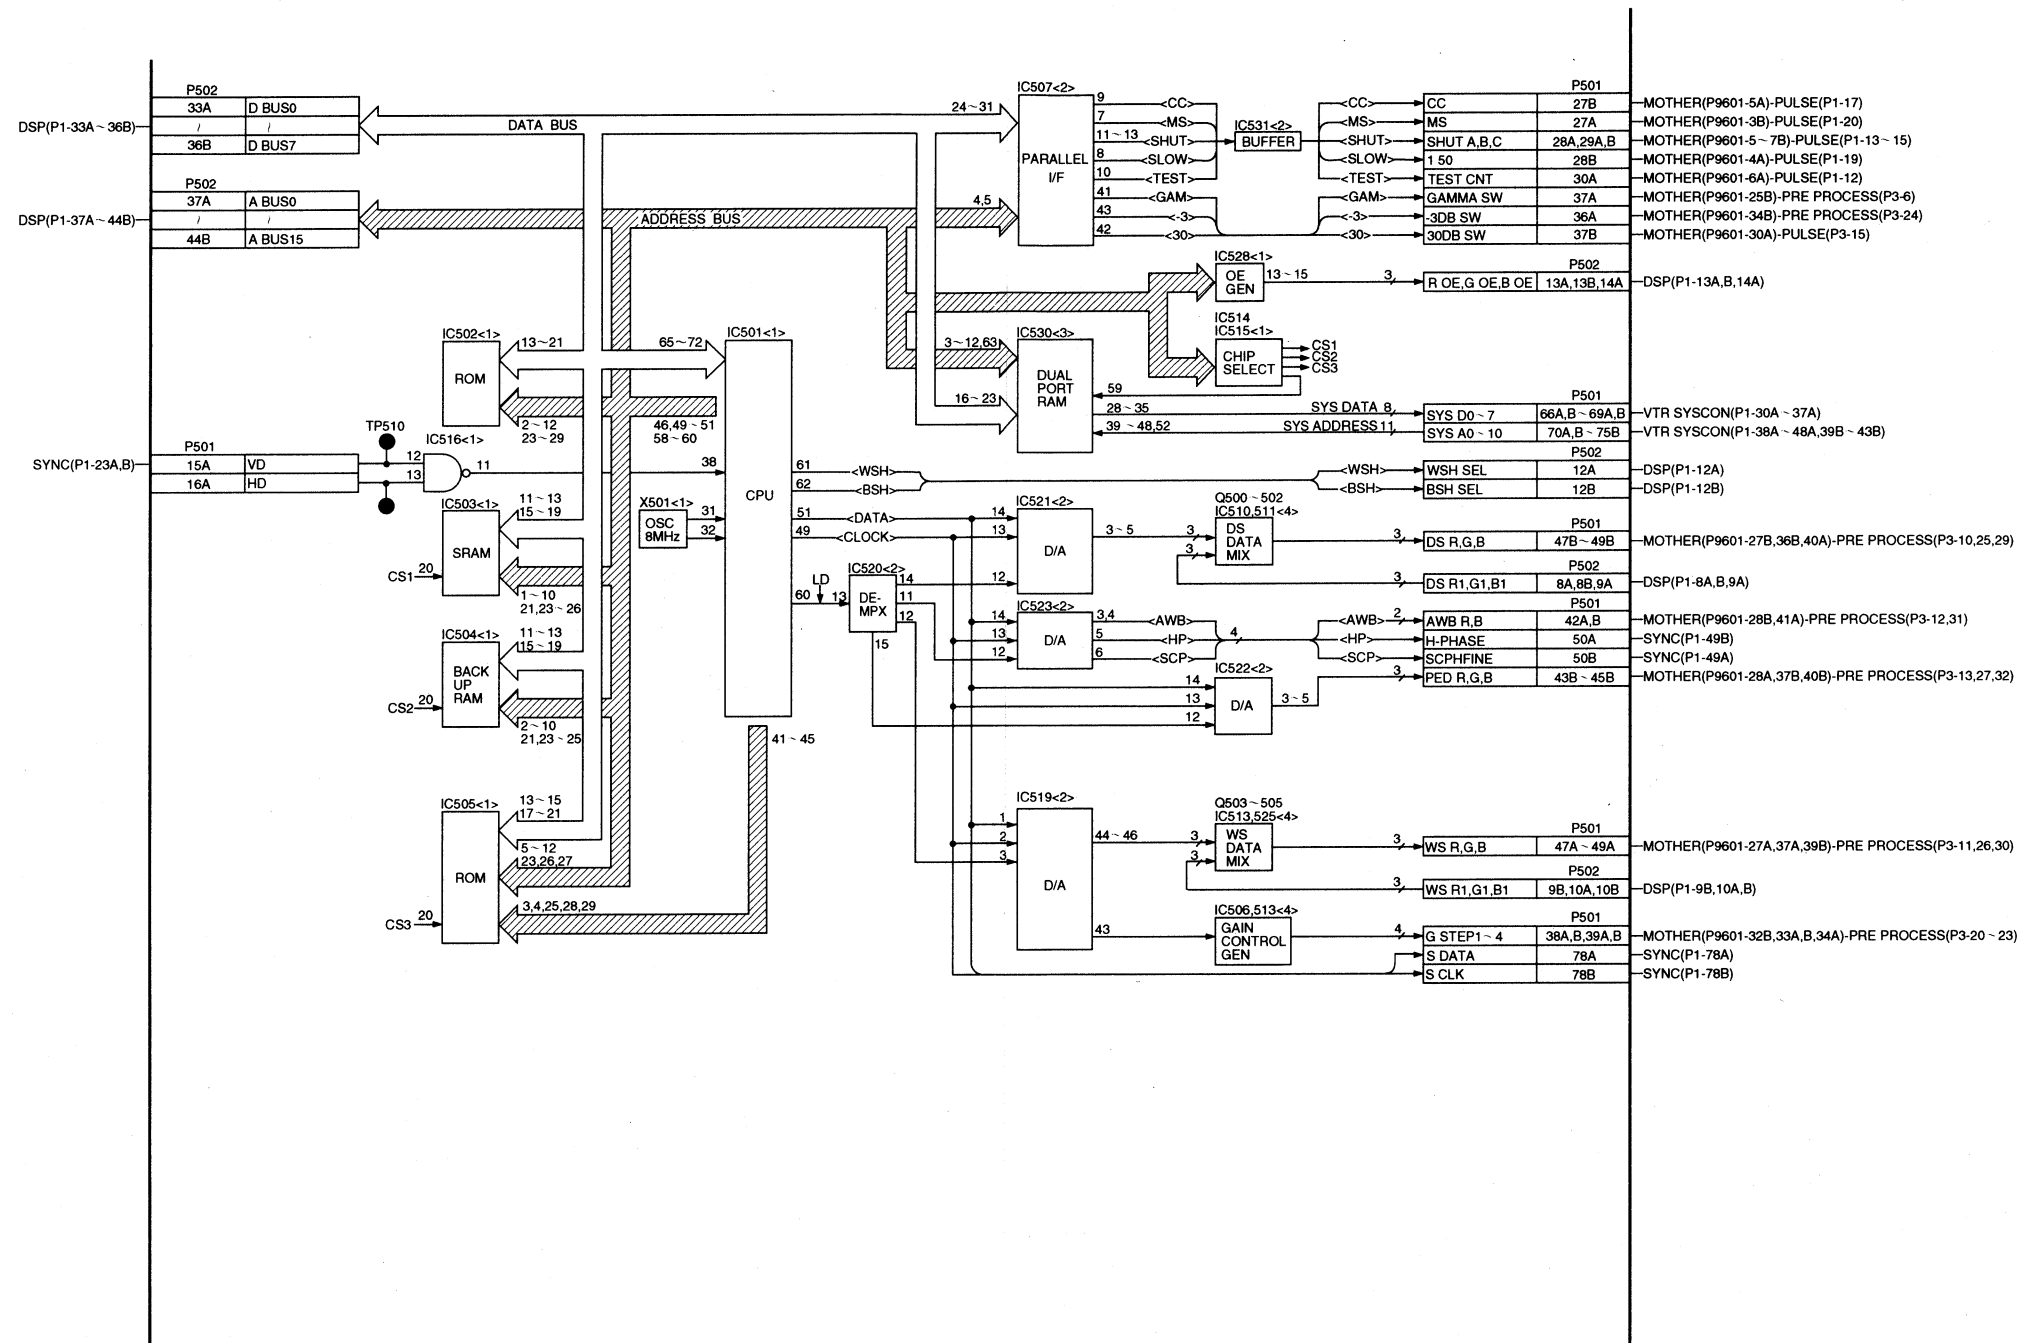 P502
33A D BUS0
≀ ≀
36B D BUS7
DSP(P1-33A~36B)
DATA BUS
P502
37A A BUS0
≀ ≀
44B A BUS15
DSP(P1-37A~44B)
ADDRESS BUS
24~31
4,5
IC507<2>
PARALLEL
I/F
9 <CC>
7 <MS>
11~13 <SHUT>
8 <SLOW>
10 <TEST>
41 <GAM>
43 <-3>
42 <30>
IC531<2>
BUFFER
<CC>
<MS>
<SHUT>
<SLOW>
<TEST>
<GAM>
<-3>
<30>
P501
CC 27B MOTHER(P9601-5A)-PULSE(P1-17)
MS 27A MOTHER(P9601-3B)-PULSE(P1-20)
SHUT A,B,C 28A,29A,B MOTHER(P9601-5~7B)-PULSE(P1-13~15)
1 50 28B MOTHER(P9601-4A)-PULSE(P1-19)
TEST CNT 30A MOTHER(P9601-6A)-PULSE(P1-12)
GAMMA SW 37A MOTHER(P9601-25B)-PRE PROCESS(P3-6)
-3DB SW 36A MOTHER(P9601-34B)-PRE PROCESS(P3-24)
30DB SW 37B MOTHER(P9601-30A)-PULSE(P3-15)
IC528<1>
OE
GEN
13~15
3
P502
R OE,G OE,B OE 13A,13B,14A DSP(P1-13A,B,14A)
IC514
IC515<1>
CHIP
SELECT
CS1
CS2
CS3
IC530<3>
3~12,63
DUAL
PORT
RAM
16~23
59
28~35 SYS DATA 8
39~48,52 SYS ADDRESS 11
P501
SYS D0~7 66A,B~69A,B VTR SYSCON(P1-30A~37A)
SYS A0~10 70A,B~75B VTR SYSCON(P1-38A~48A,39B~43B)
IC502<1>
ROM
13~21
65~72
2~12
23~29
46,49~51
58~60
IC501<1>
CPU
TP510
IC516<1>
P501
15A VD
16A HD
SYNC(P1-23A,B)
12
13
11
38
X501<1>
OSC
8MHz
31
32
IC503<1>
SRAM
11~13
15~19
CS1 20
1~10
21,23~26
IC504<1>
BACK
UP
RAM
11~13
15~19
CS2 20
2~10
21,23~25
IC505<1>
ROM
13~15
17~21
5~12
23,26,27
3,4,25,28,29
CS3 20
41~45
61 <WSH>
62 <BSH>
51 <DATA>
49 <CLOCK>
60 LD 13
<WSH>
<BSH>
P502
WSH SEL 12A DSP(P1-12A)
BSH SEL 12B DSP(P1-12B)
IC520<2>
DE-
MPX
14
11
12
15
IC521<2>
14
13
12
D/A
3~5
3
3
Q500~502
IC510,511<4>
DS
DATA
MIX
P501
3 DS R,G,B 47B~49B MOTHER(P9601-27B,36B,40A)-PRE PROCESS(P3-10,25,29)
P502
3 DS R1,G1,B1 8A,8B,9A DSP(P1-8A,B,9A)
IC523<2>
14
13
12
D/A
3,4 <AWB>
5 <HP>
6 <SCP>
4
<AWB> 2
<HP>
<SCP>
P501
AWB R,B 42A,B MOTHER(P9601-28B,41A)-PRE PROCESS(P3-12,31)
H-PHASE 50A SYNC(P1-49B)
SCPHFINE 50B SYNC(P1-49A)
3 PED R,G,B 43B~45B MOTHER(P9601-28A,37B,40B)-PRE PROCESS(P3-13,27,32)
IC522<2>
14
13
12
D/A
3~5
IC519<2>
1
2
3
D/A
44~46
3
3
43
Q503~505
IC513,525<4>
WS
DATA
MIX
P501
3 WS R,G,B 47A~49A MOTHER(P9601-27A,37A,39B)-PRE PROCESS(P3-11,26,30)
P502
3 WS R1,G1,B1 9B,10A,10B DSP(P1-9B,10A,B)
IC506,513<4>
GAIN
CONTROL
GEN
P501
4 G STEP1~4 38A,B,39A,B MOTHER(P9601-32B,33A,B,34A)-PRE PROCESS(P3-20~23)
S DATA 78A SYNC(P1-78A)
S CLK 78B SYNC(P1-78B)